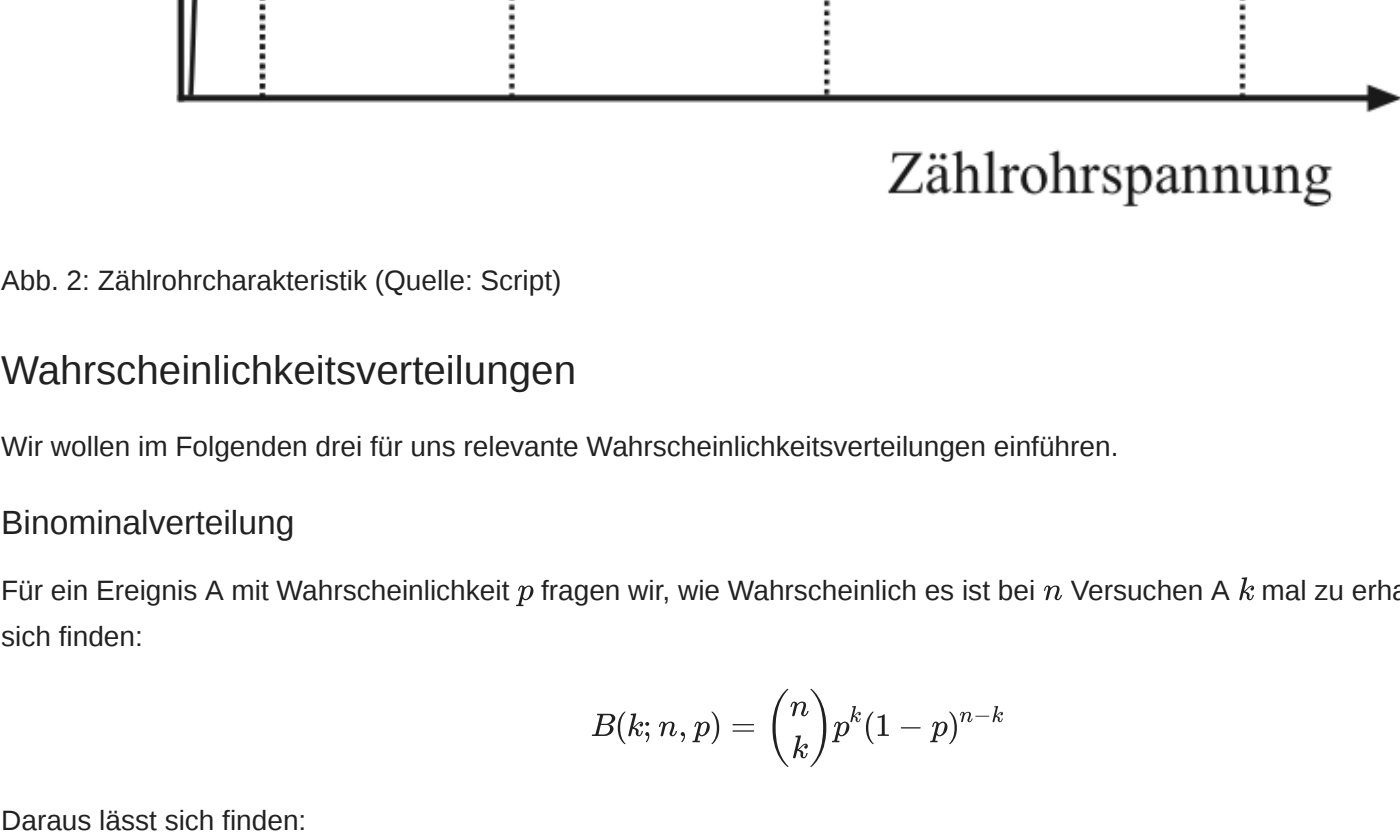 Zählrohrspannung
Abb. 2: Zählrohrcharakteristik (Quelle: Script)
Wahrscheinlichkeitsverteilungen
Wir wollen im Folgenden drei für uns relevante Wahrscheinlichkeitsverteilungen einführen.
Binominalverteilung
Für ein Ereignis A mit Wahrscheinlichkeit p fragen wir, wie Wahrscheinlich es ist bei n Versuchen A k mal zu
sich finden:
B(k; n, p) = \binom{n}{k} p^k (1 − p)^{n−k}
Daraus lässt sich finden: